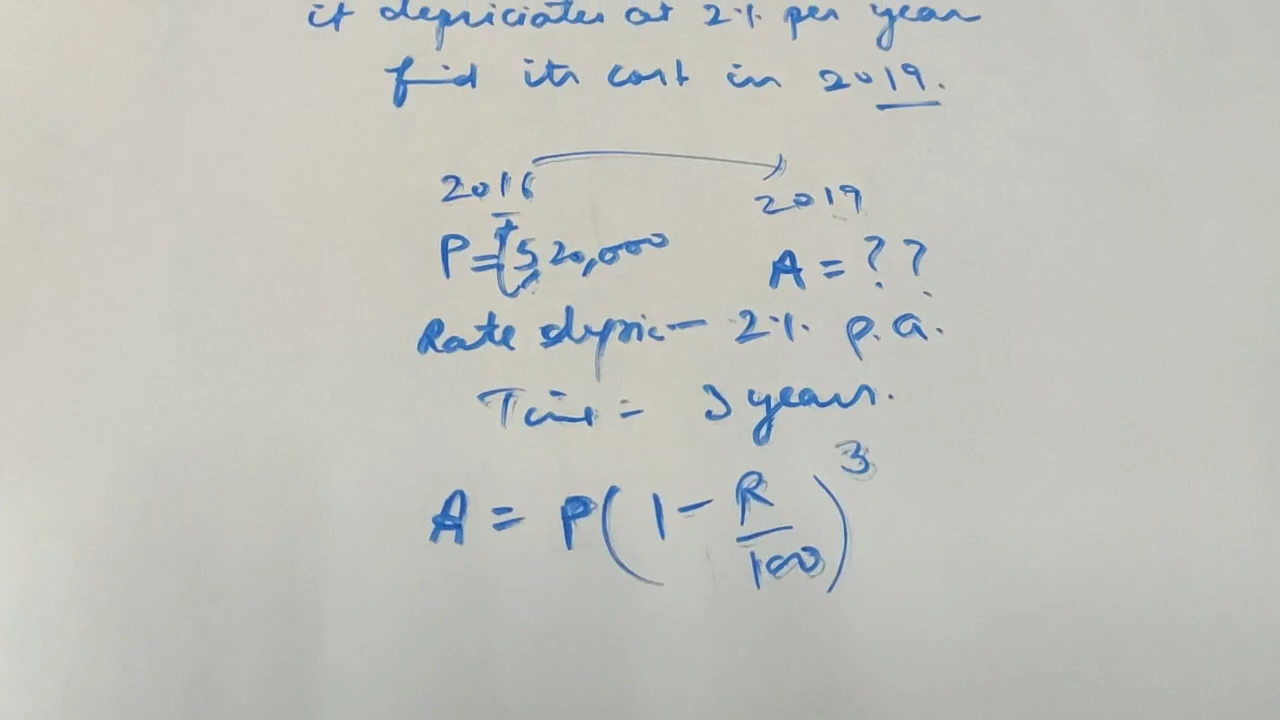 it depriciates at 2% per year
find its cost in 2019.
2016
2019
P = ₹520,000
A = ??
Rate depric - 2% p.a.
Time = 3 years.
A = P(1 - R/100)^3